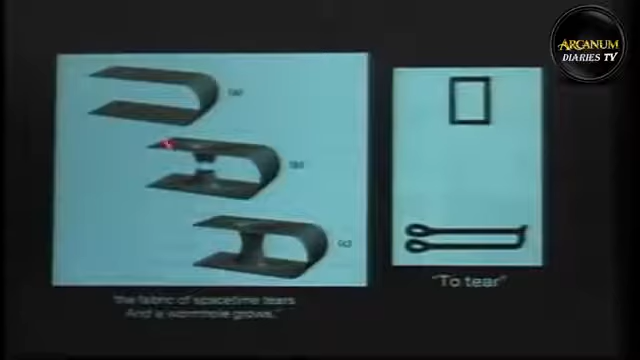 ARCANUM
DIARIES TV
(a)
(b)
(c)
"To tear"
"the fabric of spacetime tears
And a wormhole grows."